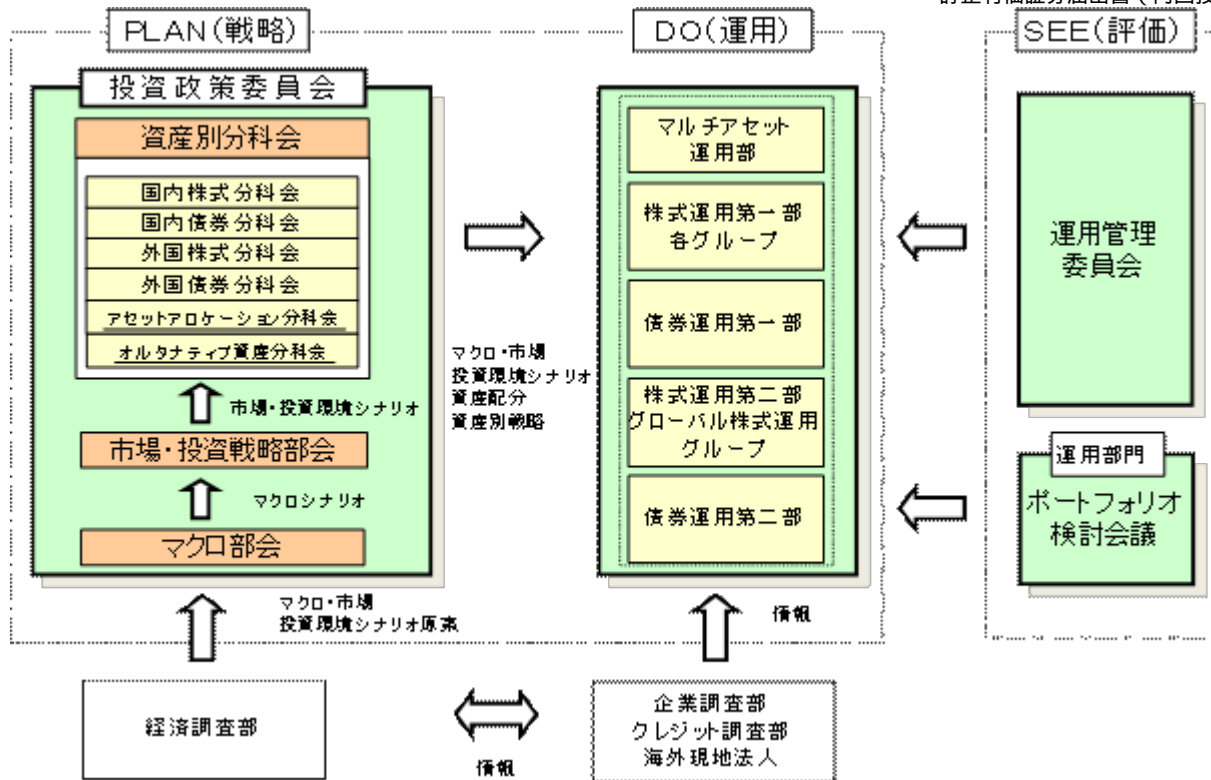 訂正有価証券届出書(内国投
PLAN(戦略)
投資政策委員会
資産別分科会
国内株式分科会
国内債券分科会
外国株式分科会
外国債券分科会
アセットアロケーション分科会
オルタナティブ資産分科会
市場・投資環境シナリオ
市場・投資戦略部会
マクロシナリオ
マクロ部会
マクロ・市場
投資環境シナリオ原案
経済調査部
マクロ・市場
投資環境シナリオ
資産配分
資産別戦略
情報
DO(運用)
マルチアセット
運用部
株式運用第一部
各グループ
債券運用第一部
株式運用第二部
グローバル株式運用
グループ
債券運用第二部
情報
企業調査部
クレジット調査部
海外現地法人
SEE(評価)
運用管理
委員会
運用部門
ポートフォリオ
検討会議